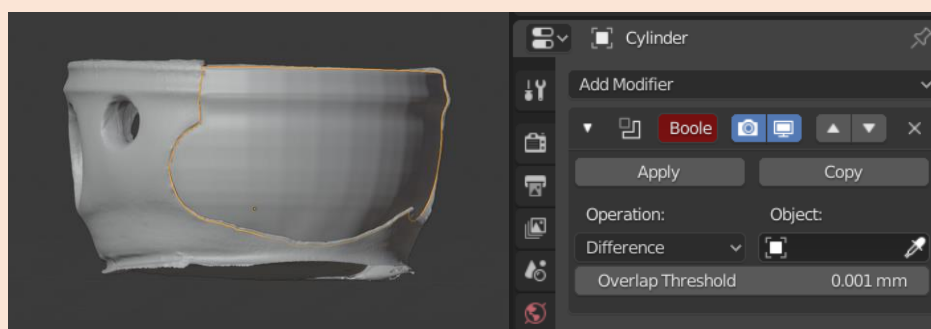 Cylinder
Add Modifier
Boole
Apply Copy
Operation: Object:
Difference
Overlap Threshold 0.001 mm